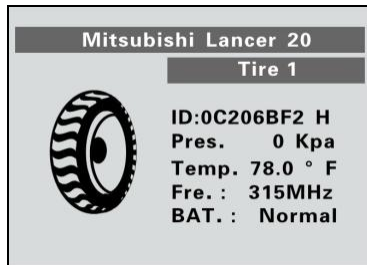 Mitsubishi Lancer 20
Tire 1
ID:0C206BF2 H
Pres. 0 Kpa
Temp. 78.0 ° F
Fre. : 315MHz
BAT. : Normal